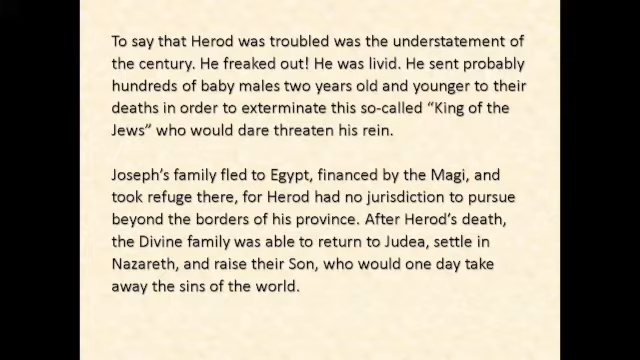 To say that Herod was troubled was the understatement of
the century. He freaked out! He was livid. He sent probably
hundreds of baby males two years old and younger to their
deaths in order to exterminate this so-called “King of the
Jews” who would dare threaten his rein.
Joseph’s family fled to Egypt, financed by the Magi, and
took refuge there, for Herod had no jurisdiction to pursue
beyond the borders of his province. After Herod’s death,
the Divine family was able to return to Judea, settle in
Nazareth, and raise their Son, who would one day take
away the sins of the world.